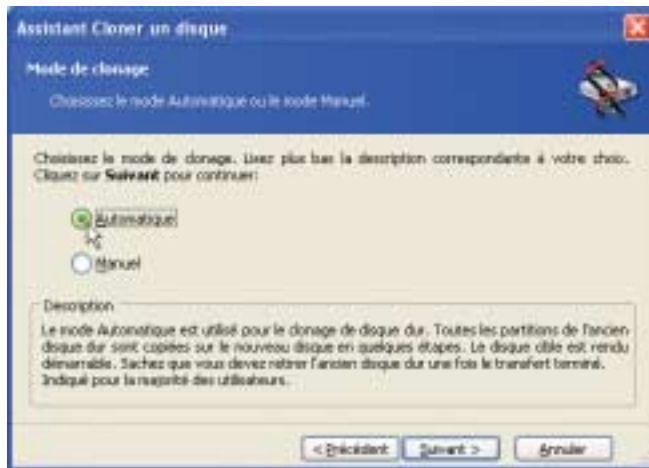 Assistant Cloner un disque
Mode de clonage
Choisissez le mode Automatique ou le mode Manuel.
Choisissez le mode de clonage. Lisez plus bas la description correspondante à votre choix.
Cliquez sur Suivant pour continuer:
Automatique
Manuel
Description
Le mode Automatique est utilisé pour le clonage de disque dur. Toutes les partitions de l'ancien
disque dur sont copiées sur le nouveau disque en quelques étapes. Le disque cible est rendu
démarrable. Sachez que vous devez retirer l'ancien disque dur une fois le transfert terminé.
Indiqué pour la majorité des utilisateurs.
< Précédent
Suivant >
Annuler